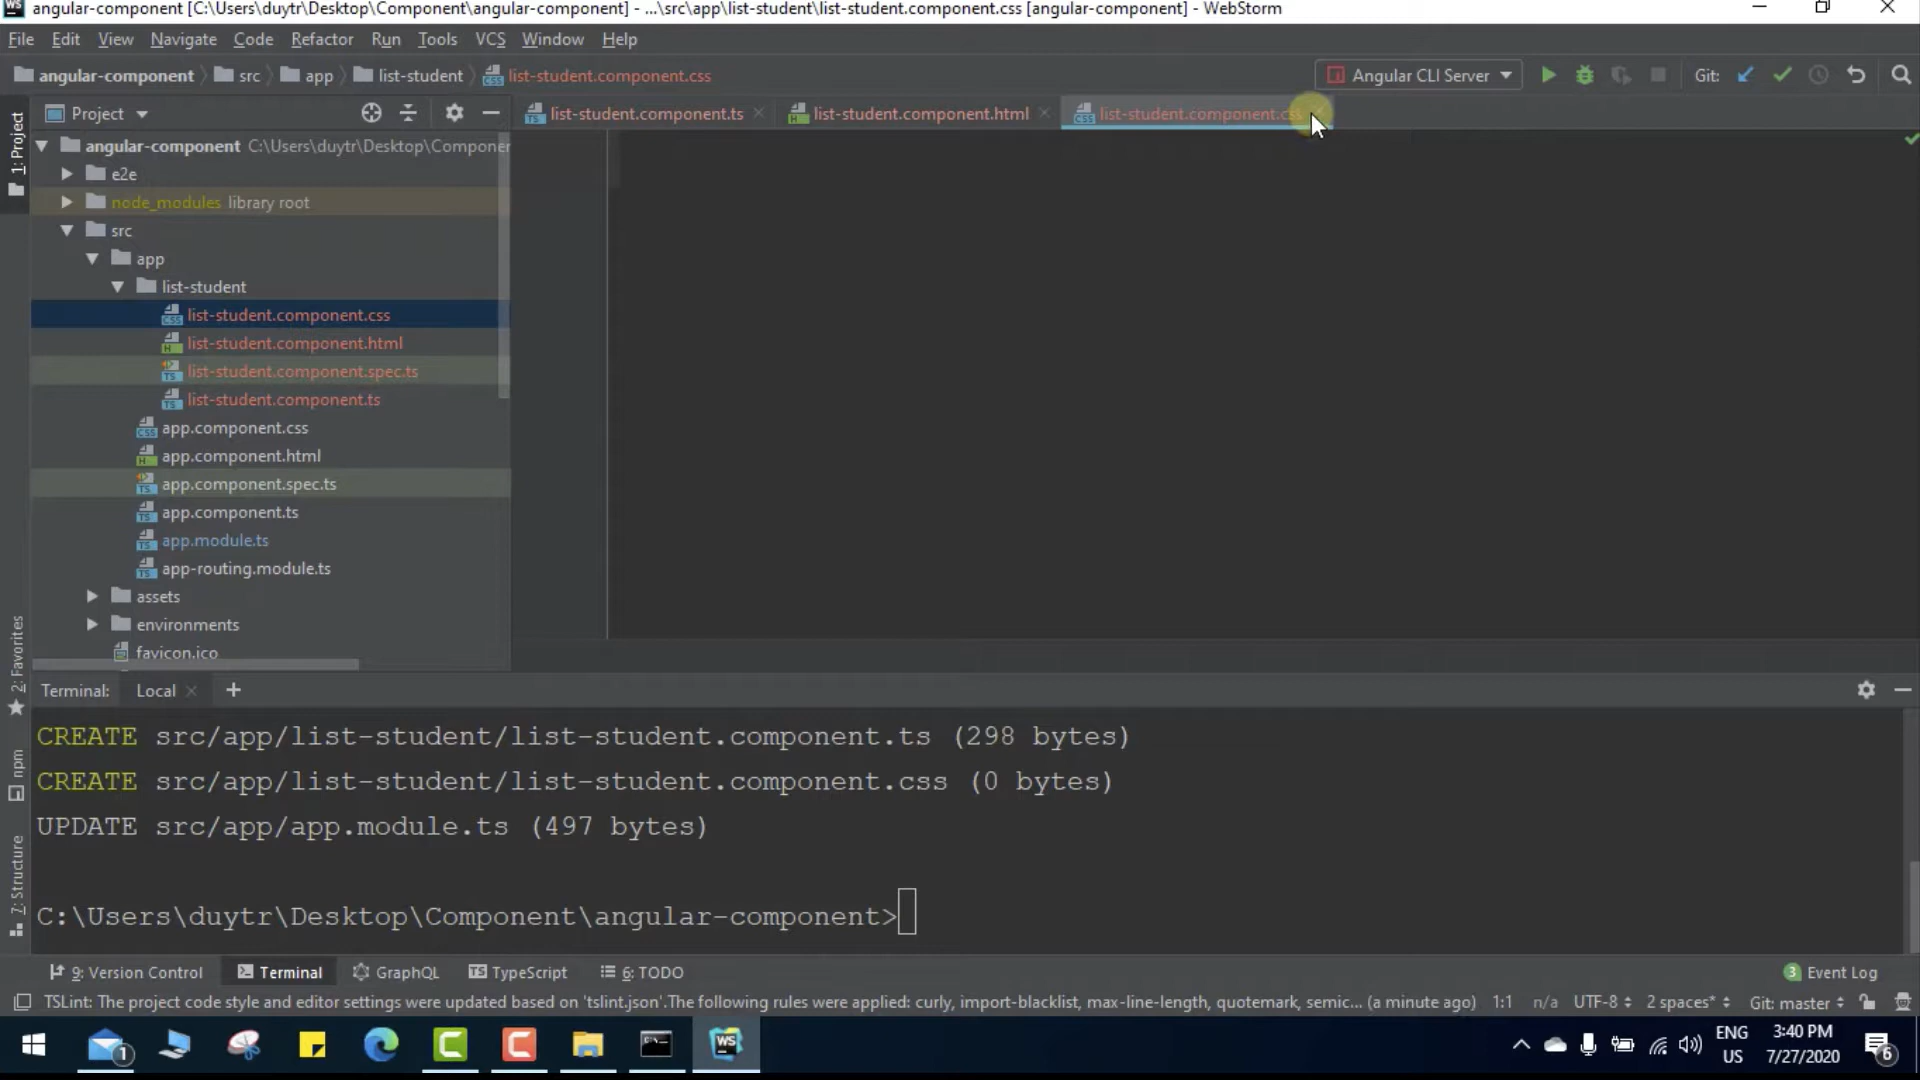 angular-component [C:\Users\duytr\Desktop\Component\angular-component] - ...\src\app\list-student\list-student.component.css [angular-component] - WebStorm
File Edit View Navigate Code Refactor Run Tools VCS Window Help
angular-component src app list-student list-student.component.css Angular CLI Server Git:
Project list-student.component.ts list-student.component.html list-student.component.css
1: Project
angular-component C:\Users\duytr\Desktop\Componen
e2e
node_modules library root
src
app
list-student
list-student.component.css
list-student.component.html
list-student.component.spec.ts
list-student.component.ts
app.component.css
app.component.html
app.component.spec.ts
app.component.ts
app.module.ts
app-routing.module.ts
assets
environments
favicon.ico
2: Favorites
npm
7: Structure
Terminal: Local +
CREATE src/app/list-student/list-student.component.ts (298 bytes)
CREATE src/app/list-student/list-student.component.css (0 bytes)
UPDATE src/app/app.module.ts (497 bytes)
C:\Users\duytr\Desktop\Component\angular-component>
9: Version Control Terminal GraphQL TypeScript 6: TODO 3 Event Log
TSLint: The project code style and editor settings were updated based on 'tslint.json'.The following rules were applied: curly, import-blacklist, max-line-length, quotemark, semic... (a minute ago) 1:1 n/a UTF-8 2 spaces* Git: master
1 WS ENG 3:40 PM
US 7/27/2020 6